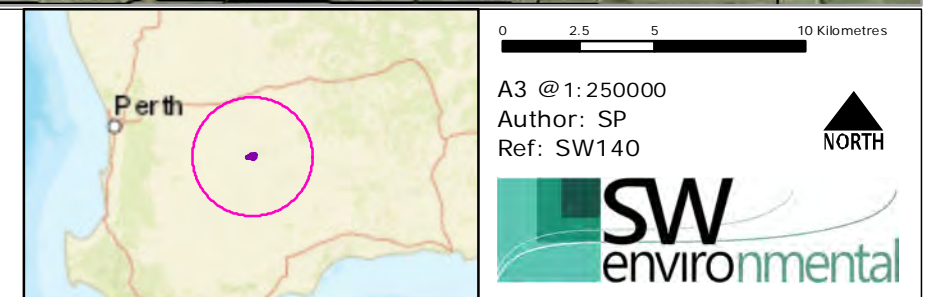 Perth
0 2.5 5 10 Kilometres
A3 @1:250000
Author: SP
Ref: SW140
NORTH
SW
environmental